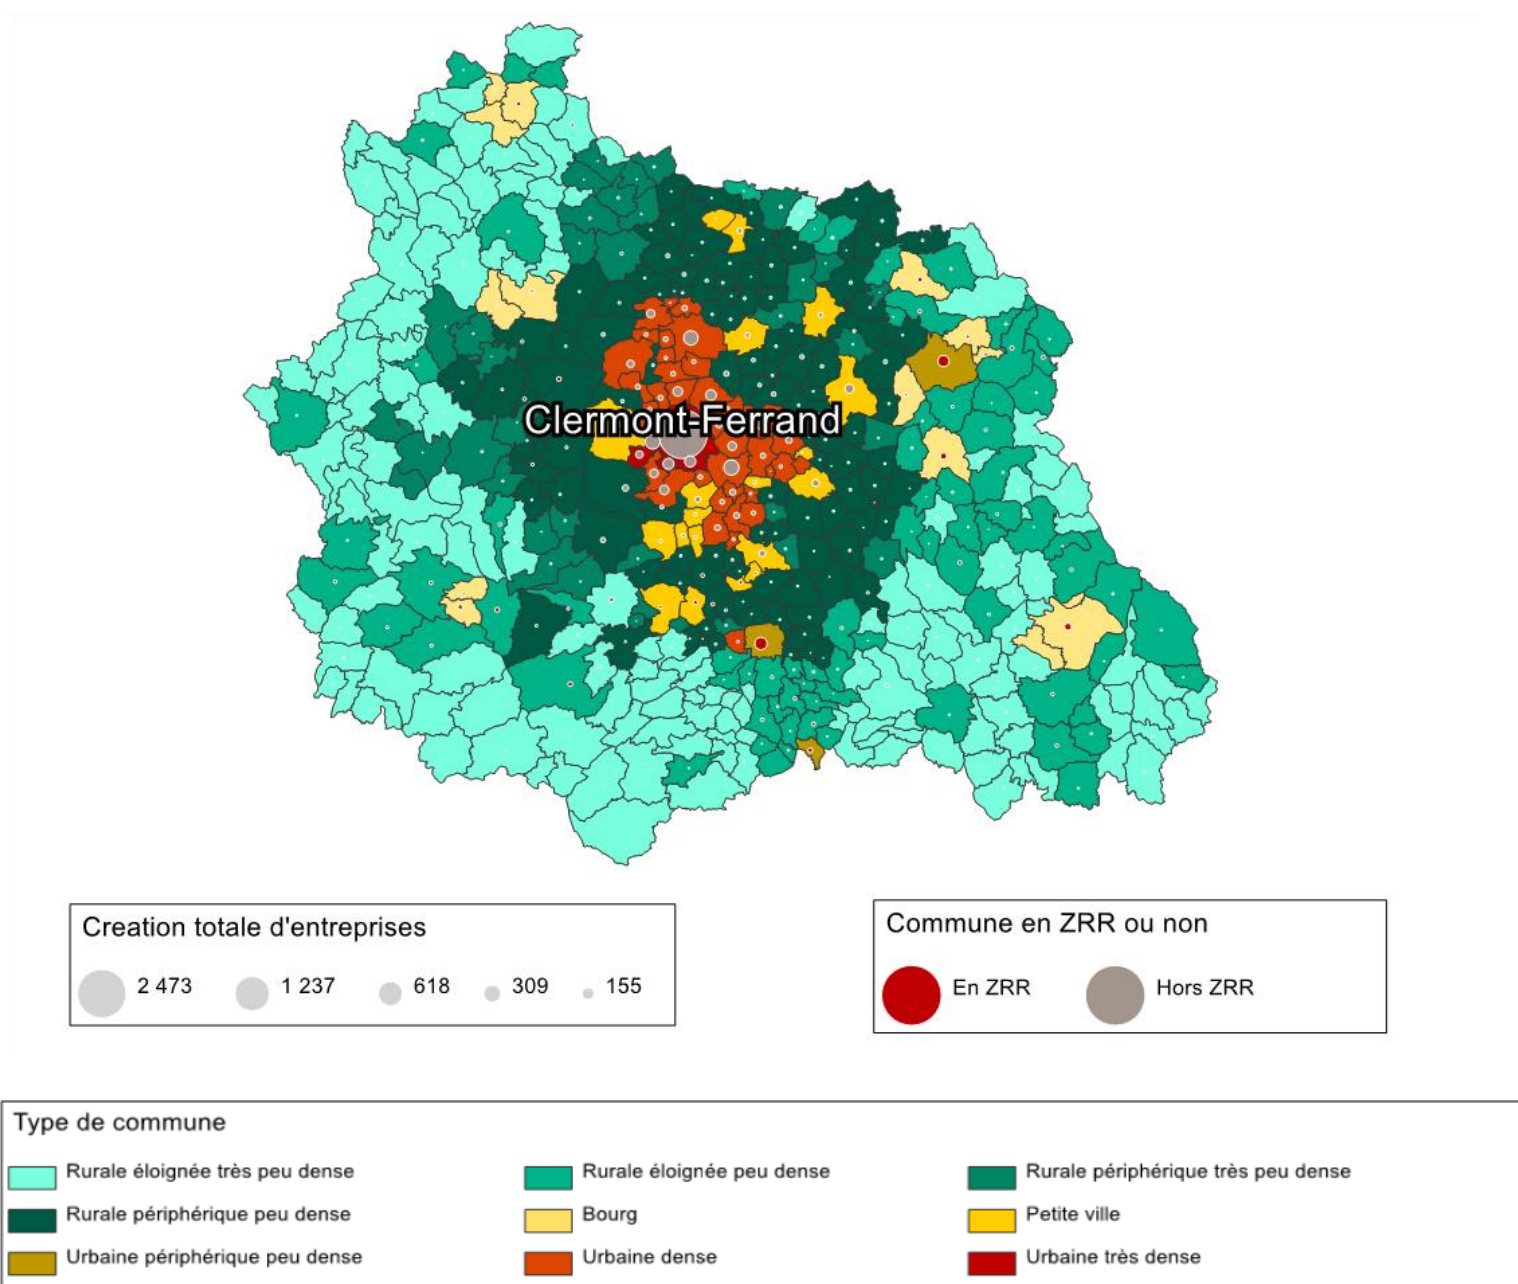 Clermont-Ferrand
Creation totale d'entreprises
2 473 1 237 618 309 155
Commune en ZRR ou non
En ZRR Hors ZRR
Type de commune
Rurale éloignée très peu dense Rurale éloignée peu dense Rurale périphérique très peu dense
Rurale périphérique peu dense Bourg Petite ville
Urbaine périphérique peu dense Urbaine dense Urbaine très dense